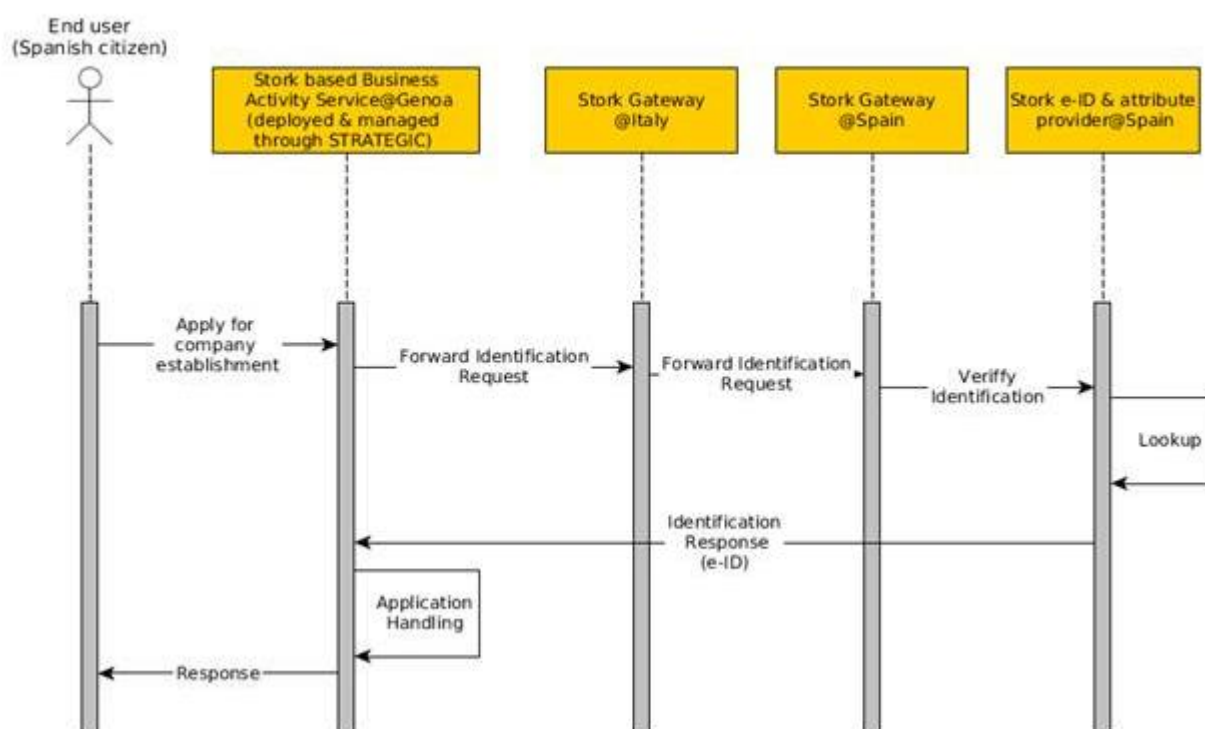 End user
(Spanish citizen)
Stork based Business
Activity Service@Genoa
(deployed & managed
through STRATEGIC)
Stork Gateway
@Italy
Stork Gateway
@Spain
Stork e-ID & attribute
provider@Spain
Apply for
company
establishment
Forward Identification
Request
Forward Identification
Request
Veriffy
Identification
Lookup
Identification
Response
(e-ID)
Application
Handling
Response